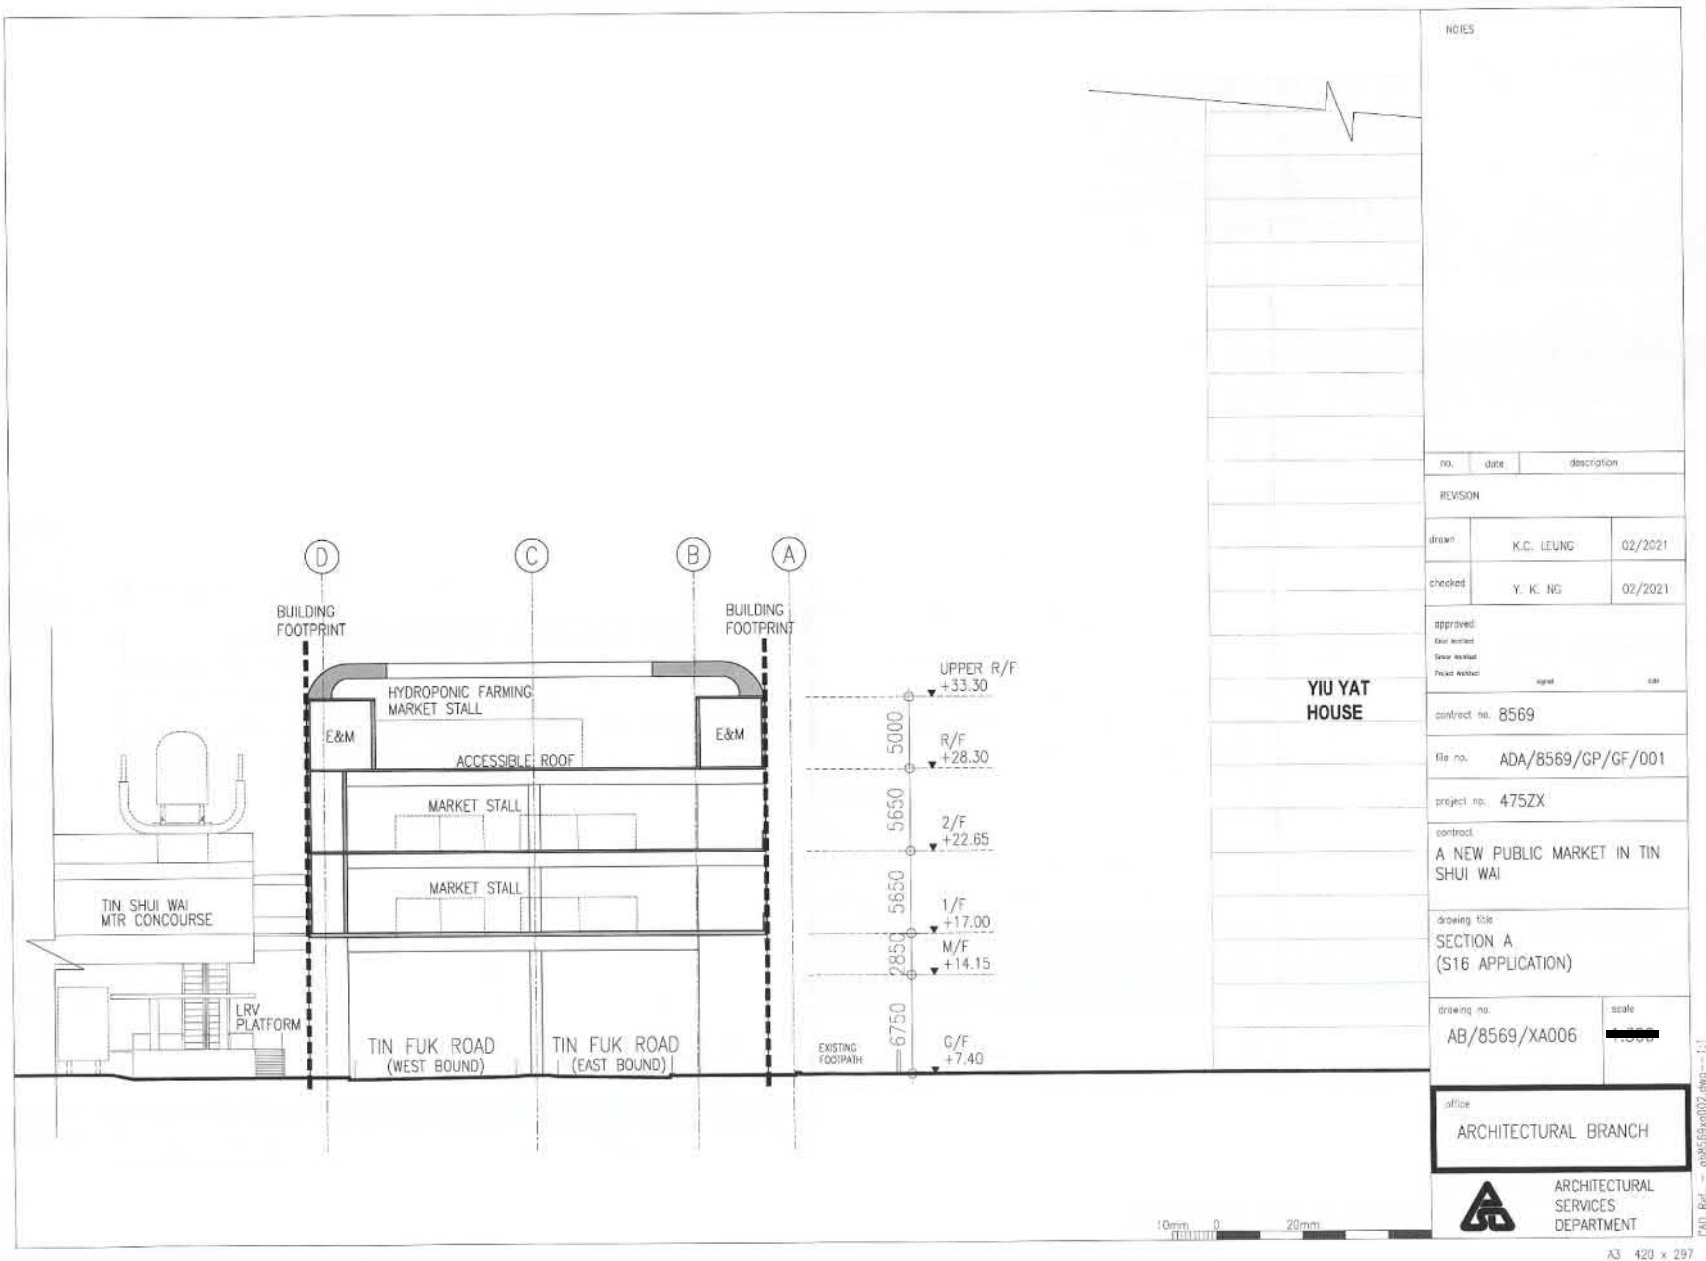 NOTES
D
C
B
A
BUILDING
FOOTPRINT
BUILDING
FOOTPRINT
HYDROPONIC FARMING
MARKET STALL
E&M
E&M
ACCESSIBLE ROOF
MARKET STALL
MARKET STALL
TIN SHUI WAI
MTR CONCOURSE
LRV
PLATFORM
TIN FUK ROAD
(WEST BOUND)
TIN FUK ROAD
(EAST BOUND)
EXISTING
FOOTPATH
UPPER R/F
+33.30
5000
R/F
+28.30
5650
2/F
+22.65
5650
1/F
+17.00
2850
M/F
+14.15
6750
G/F
+7.40
YIU YAT
HOUSE
no. date description
REVISION
drawn K.C. LEUNG 02/2021
checked Y. K. NG 02/2021
approved
Project Architect
signed date
contract no. 8569
file no. ADA/8569/GP/GF/001
project no. 475ZX
contract
A NEW PUBLIC MARKET IN TIN
SHUI WAI
drawing title
SECTION A
(S16 APPLICATION)
drawing no. scale
AB/8569/XA006
office
ARCHITECTURAL BRANCH
ARCHITECTURAL
SERVICES
DEPARTMENT
10mm 0 20mm
A3 420 x 297